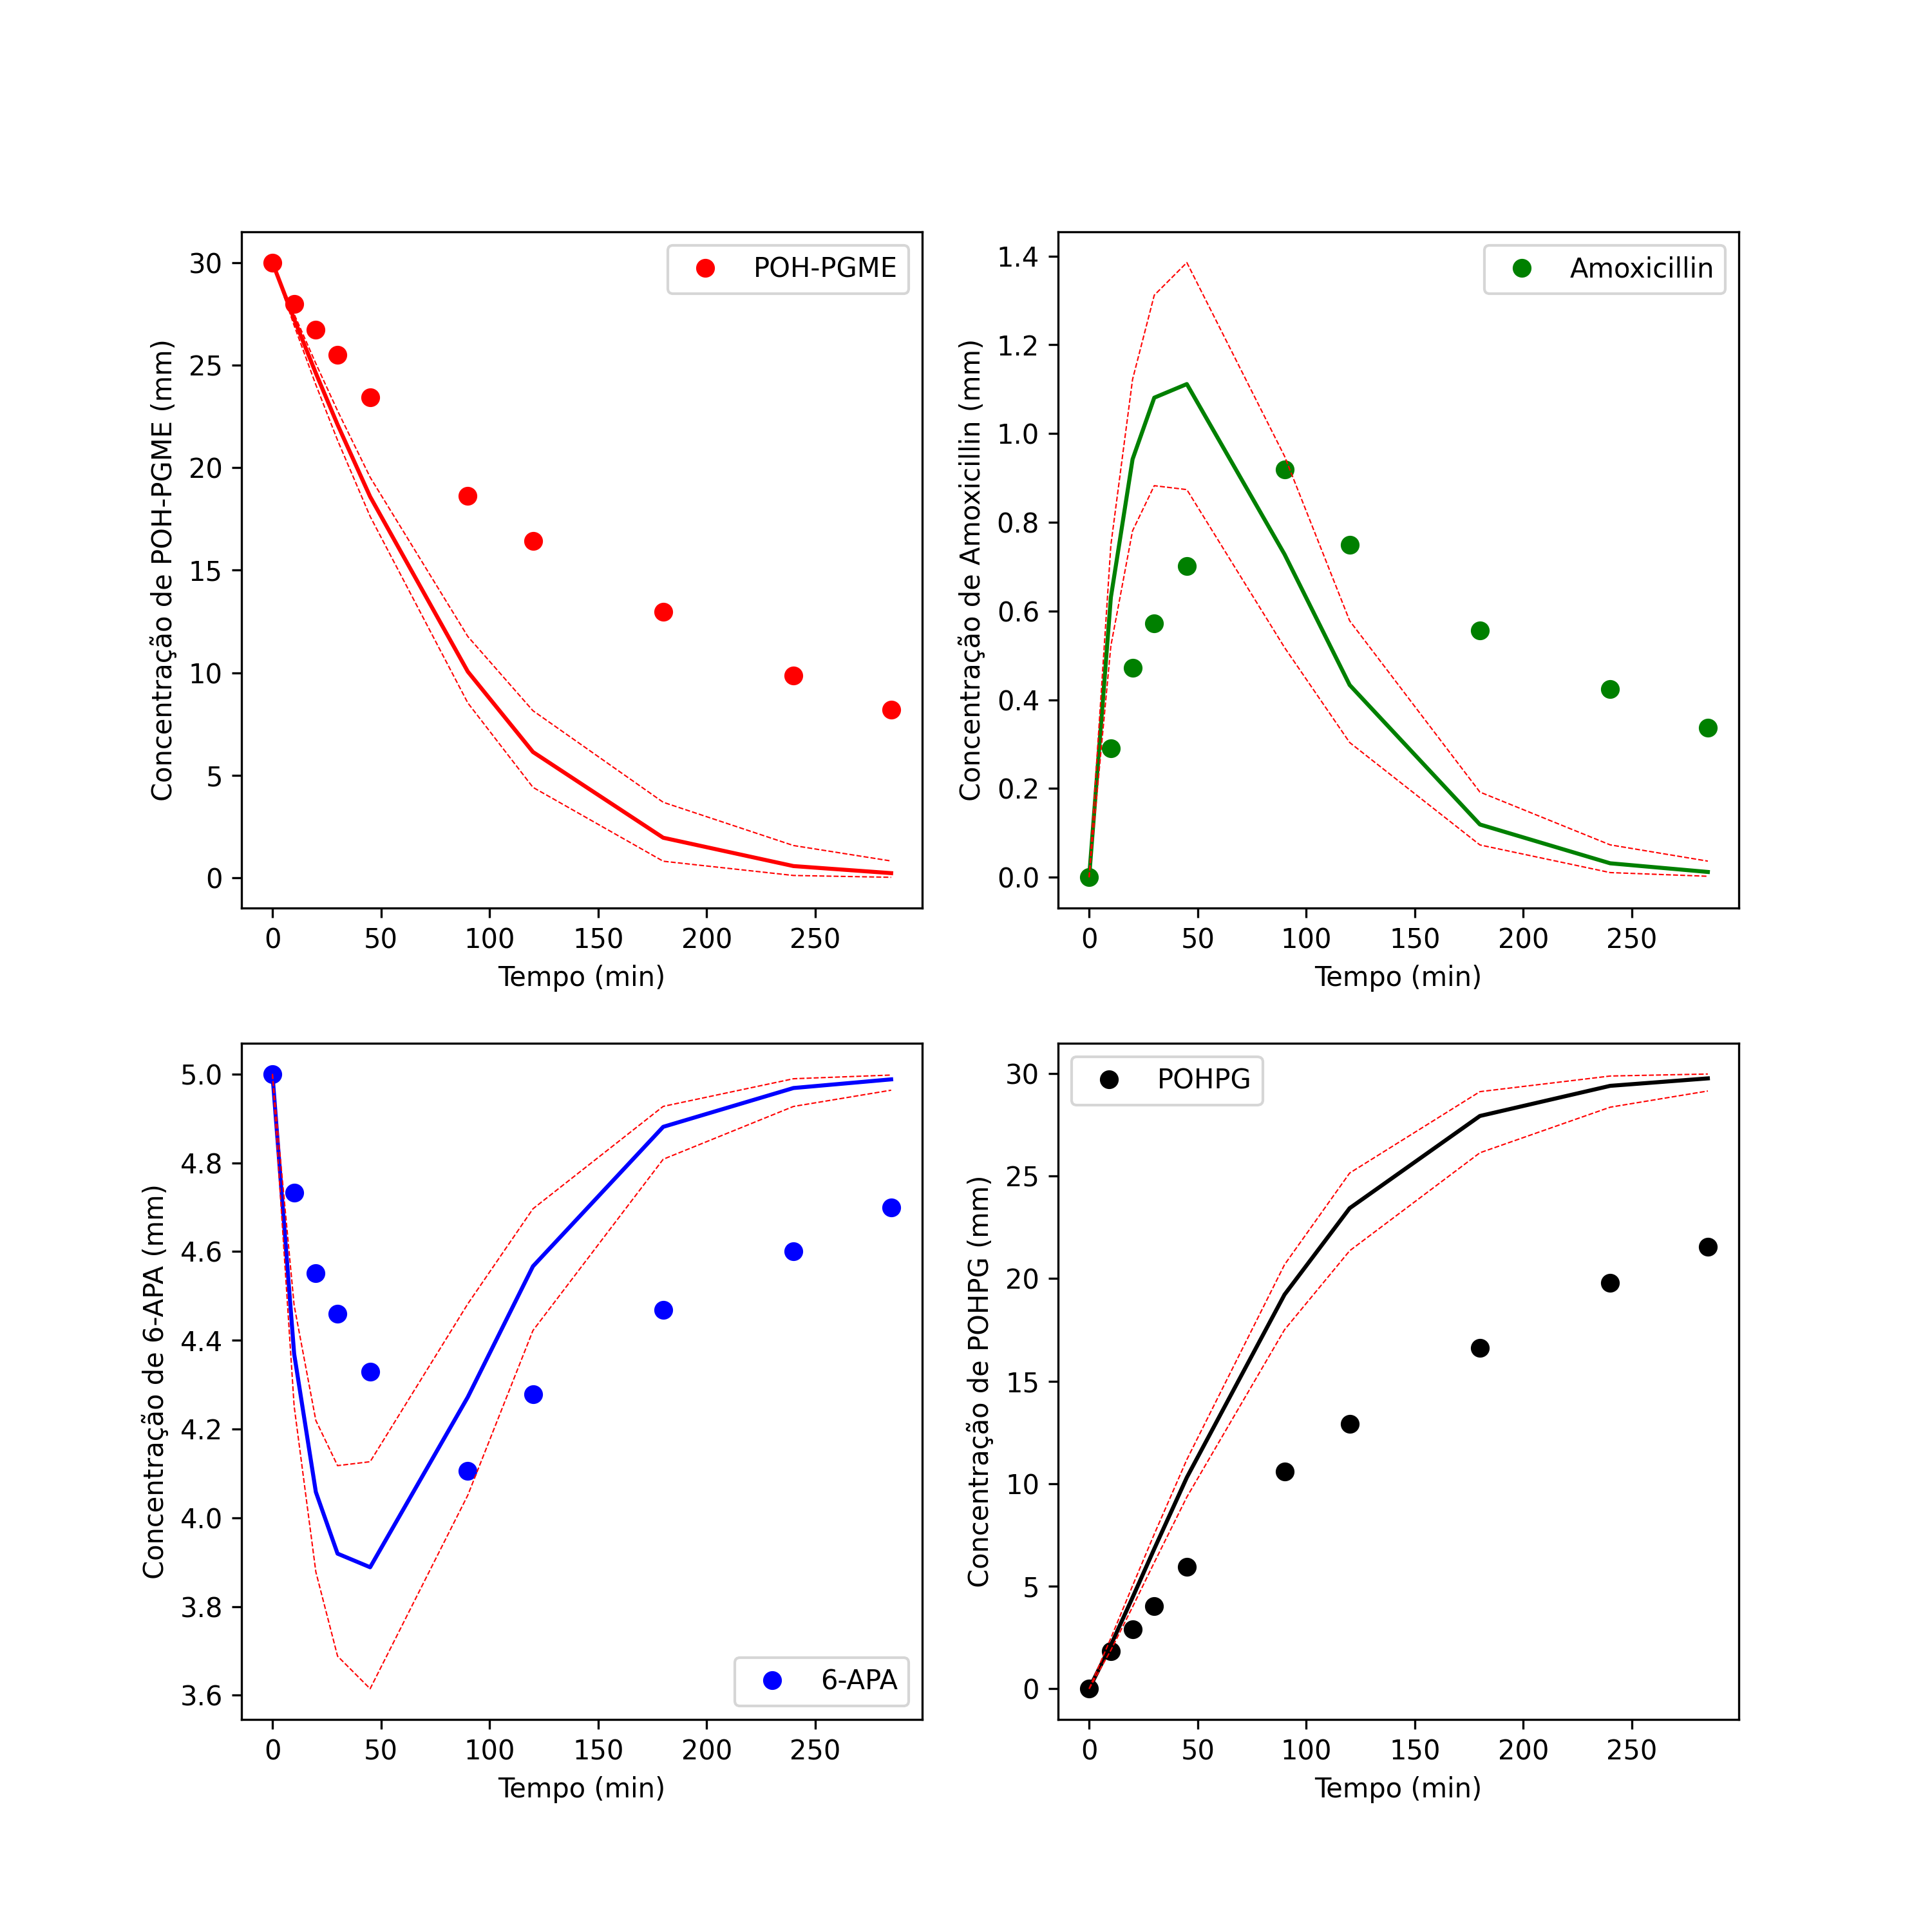 POH-PGME
Concentração de POH-PGME (mm)
30
25
20
15
10
5
0
0 50 100 150 200 250
Tempo (min)
Amoxicillin
Concentração de Amoxicillin (mm)
1.4
1.2
1.0
0.8
0.6
0.4
0.2
0.0
0 50 100 150 200 250
Tempo (min)
6-APA
Concentração de 6-APA (mm)
5.0
4.8
4.6
4.4
4.2
4.0
3.8
3.6
0 50 100 150 200 250
Tempo (min)
POHPG
Concentração de POHPG (mm)
30
25
20
15
10
5
0
0 50 100 150 200 250
Tempo (min)